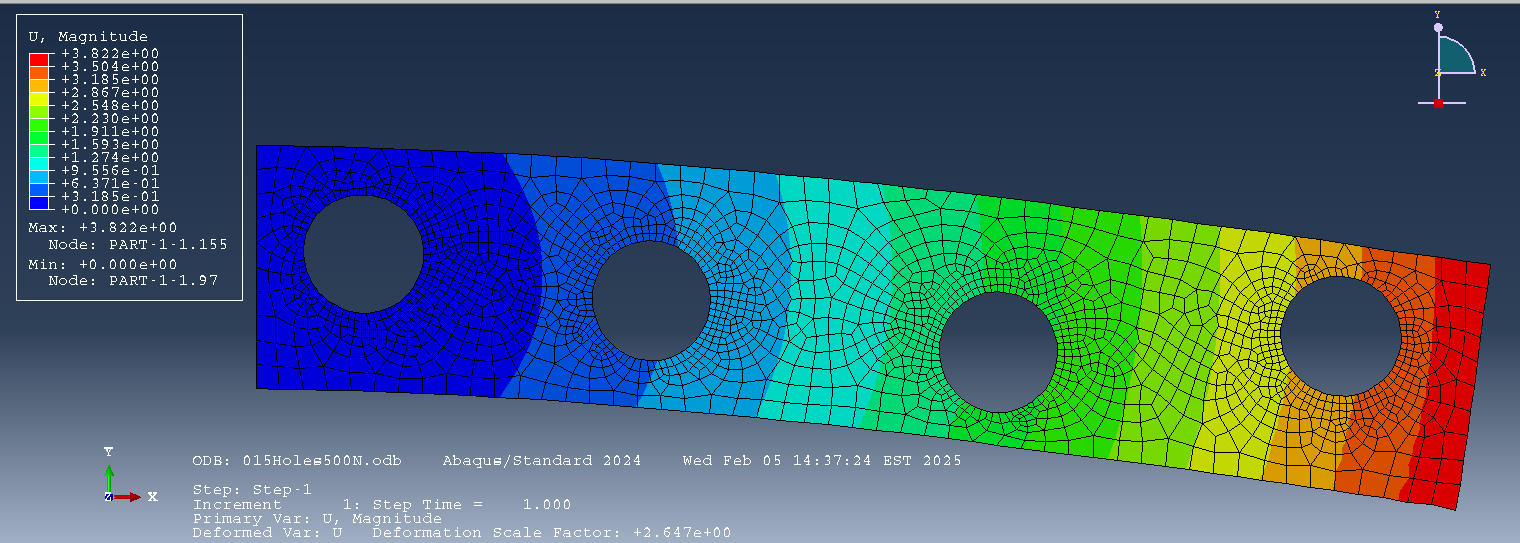 U, Magnitude
+3.822e+00
+3.504e+00
+3.185e+00
+2.867e+00
+2.548e+00
+2.230e+00
+1.911e+00
+1.593e+00
+1.274e+00
+9.556e-01
+6.371e-01
+3.185e-01
+0.000e+00
Max: +3.822e+00
Node: PART-1-1.155
Min: +0.000e+00
Node: PART-1-1.97
Y
Z
X
Y
Z
X
ODB: 015Holes500N.odb Abaqus/Standard 2024 Wed Feb 05 14:37:24 EST 2025
Step: Step-1
Increment 1: Step Time = 1.000
Primary Var: U, Magnitude
Deformed Var: U Deformation Scale Factor: +2.647e+00